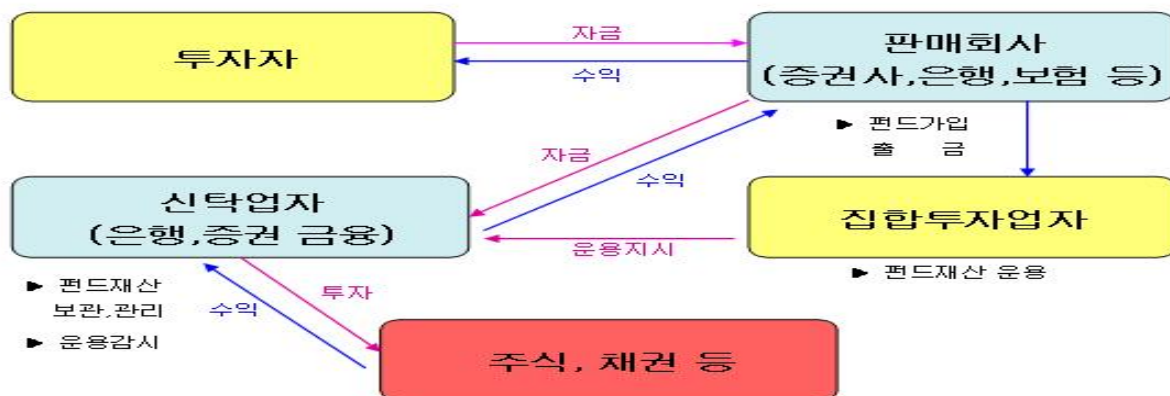 투자자
자금
수익
판매회사
(증권사,은행,보험 등)
▶ 펀드가입
출 금
자금
수익
신탁업자
(은행,증권 금융)
집합투자업자
운용지시
▶ 펀드재산 운용
▶ 펀드재산
보관,관리
▶ 운용감시
수익
투자
주식, 채권 등